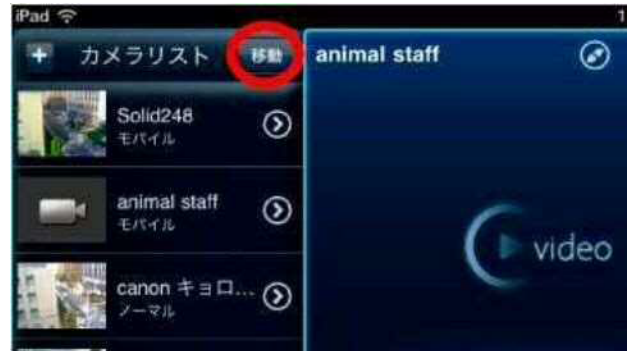 iPad
1
カメラリスト 移動
animal staff
Solid248
モバイル
animal staff
モバイル
canon キョロ...
ノーマル
video